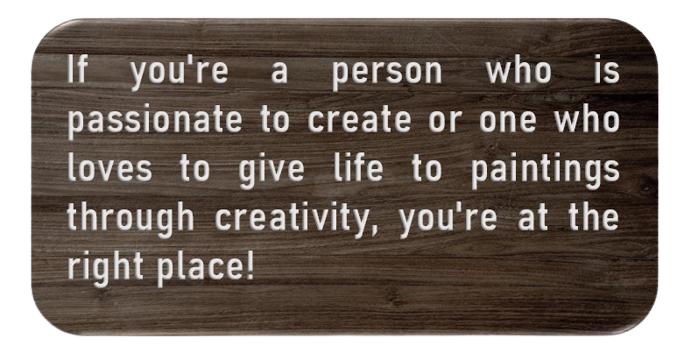 If you're a person who is
passionate to create or one who
loves to give life to paintings
through creativity, you're at the
right place!